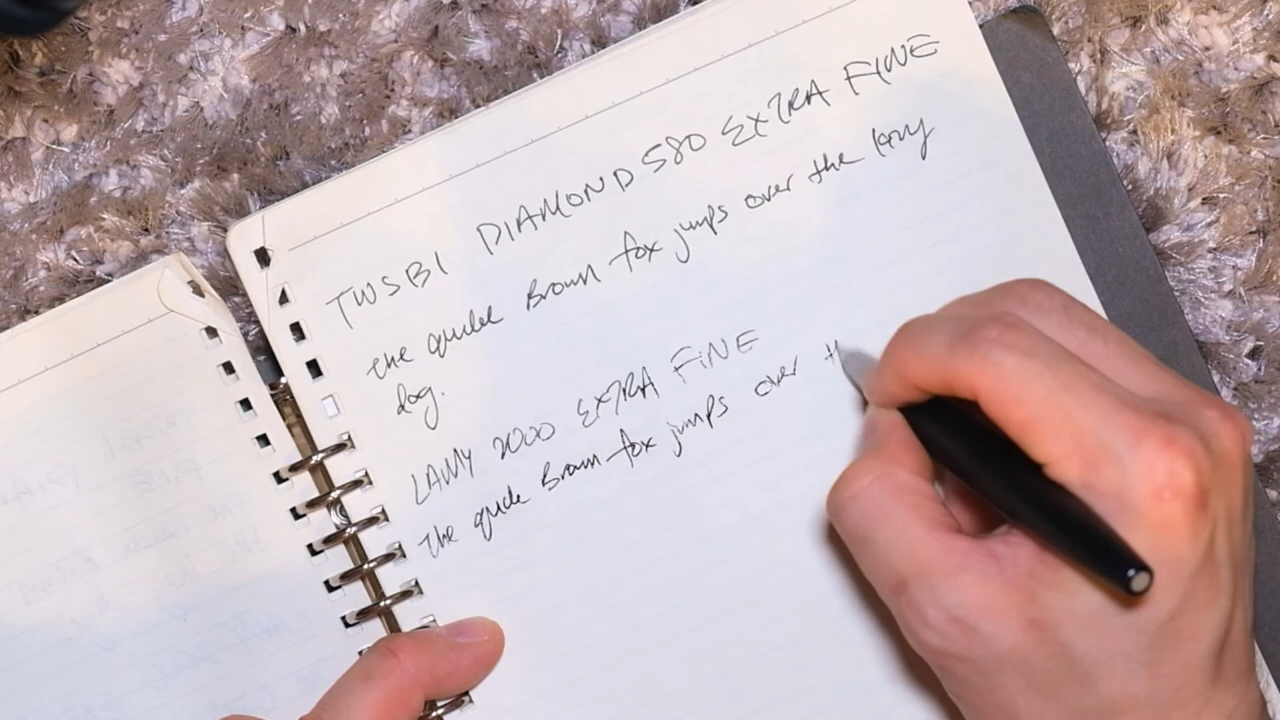 TWSBI DIAMOND 580 EXTRA FINE
the quick Brown fox jumps over the lazy
dog.
LAMY 2000 EXTRA FINE
the quick Brown fox jumps over th